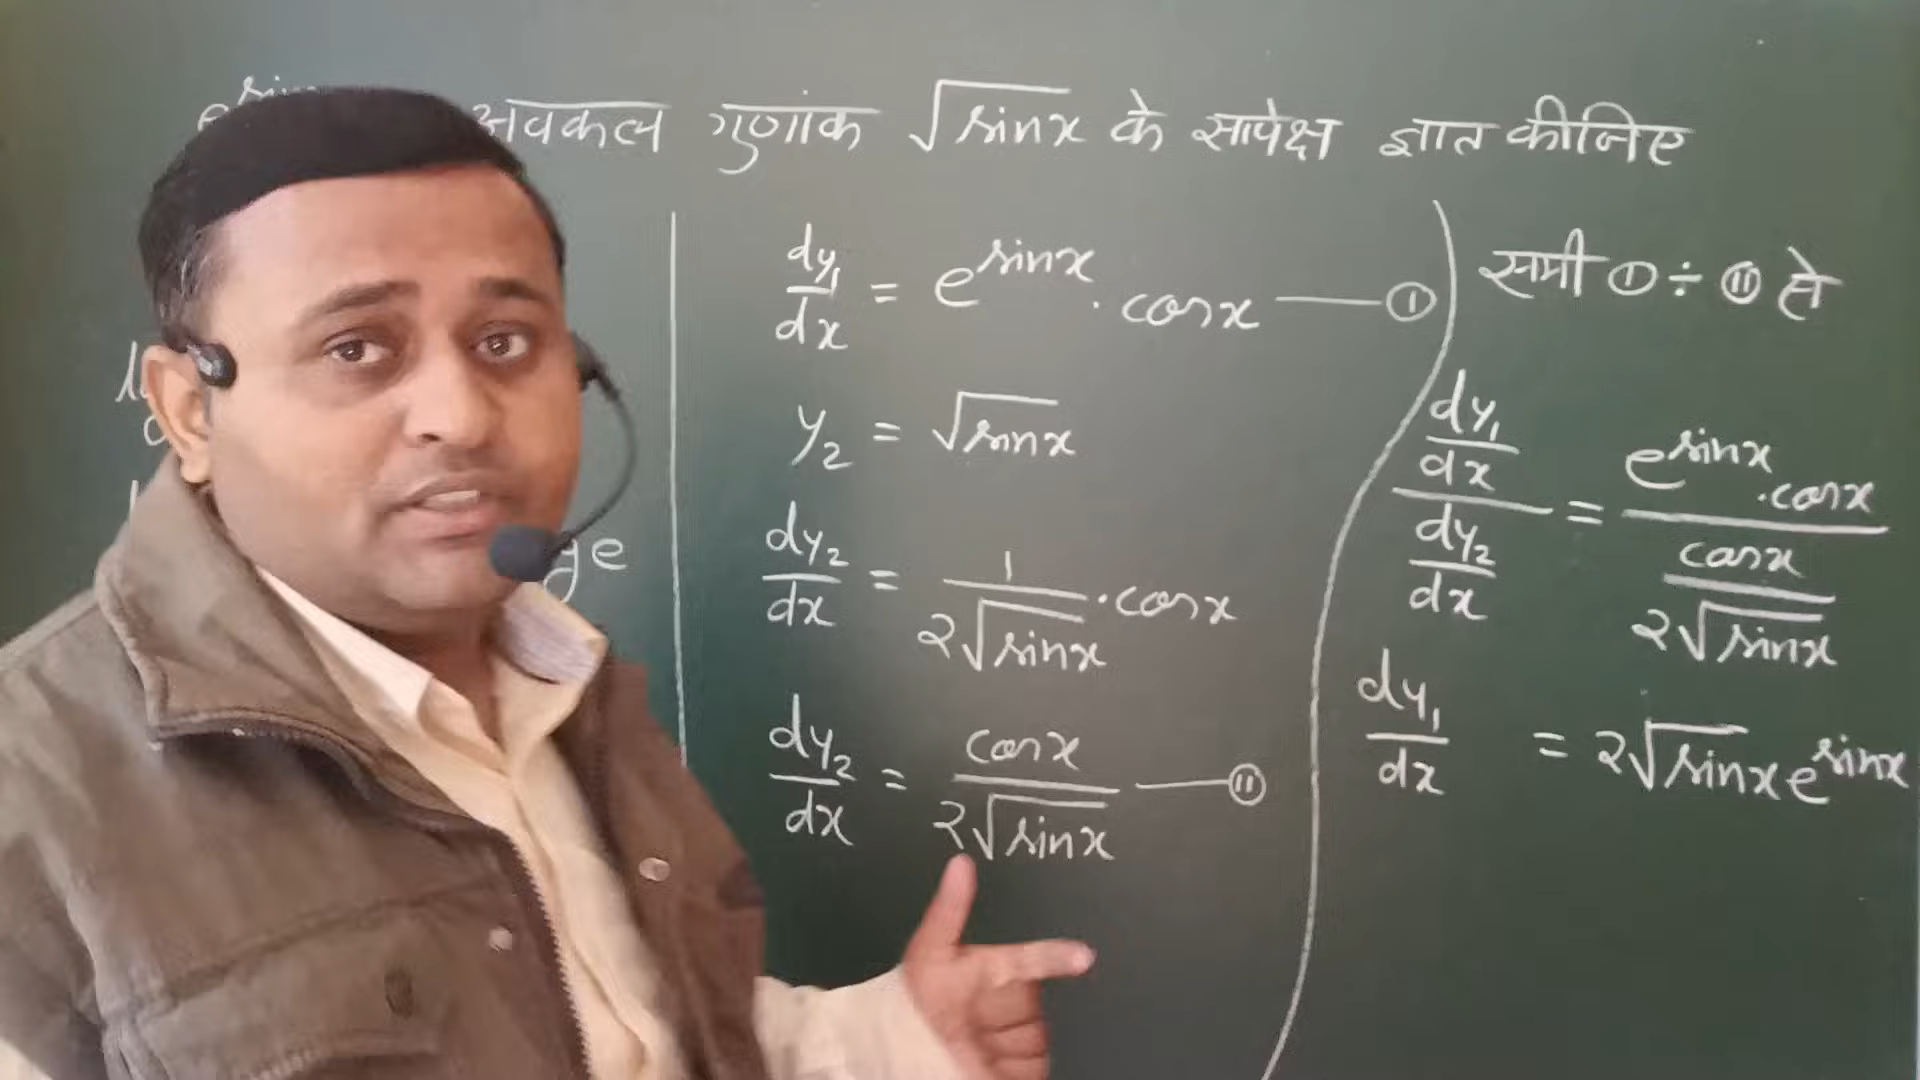 अवकल गुणांक √sinx के सापेक्ष ज्ञात कीजिए
dy₁/dx = e^sinx . cosx —— ①
y₂ = √sinx
dy₂/dx = 1/2√sinx . cosx
dy₂/dx = cosx/2√sinx —— ⑪
समी ① ÷ ⑪ से
(dy₁/dx)/(dy₂/dx) = (e^sinx . cosx)/(cosx/2√sinx)
dy₁/dx = 2√sinx e^sinx